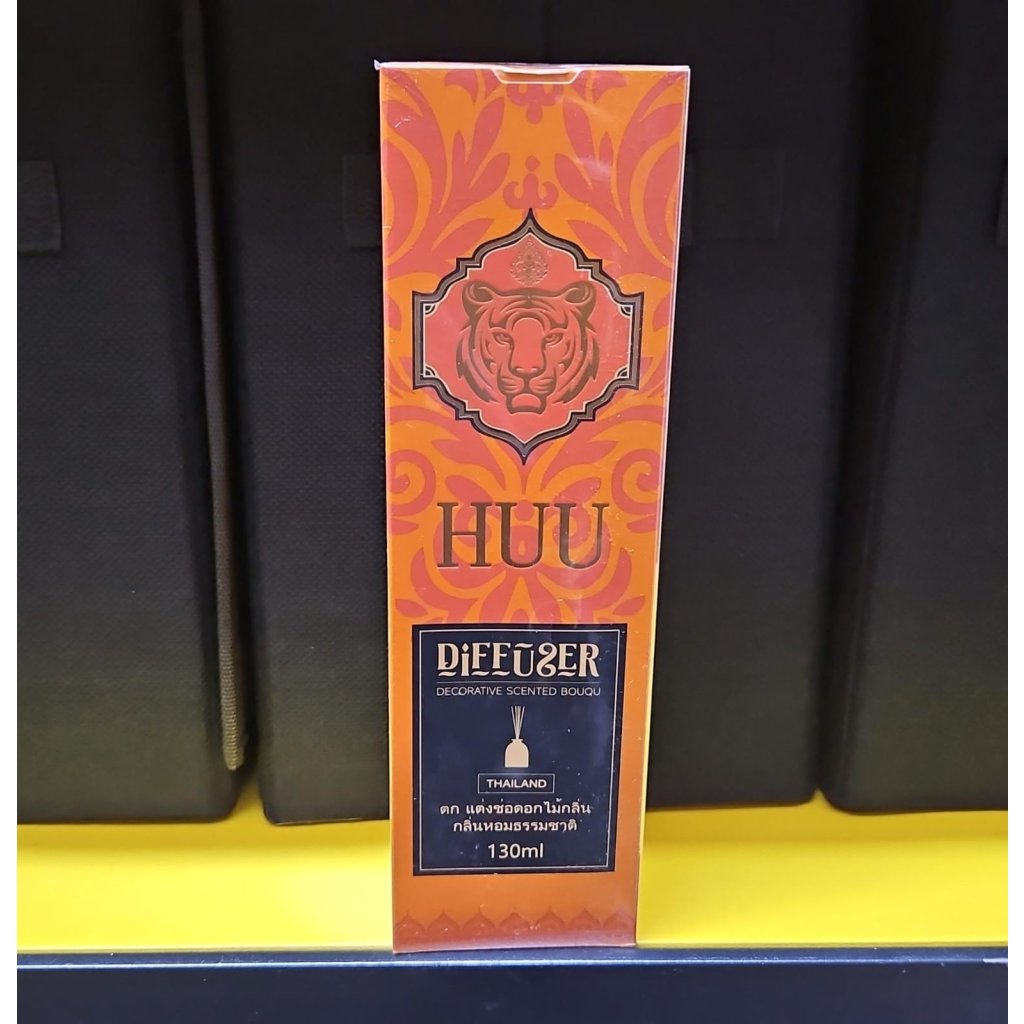 HUU
DiFFŪSER
DECORATIVE SCENTED BOUQU
THAILAND
ตก แต่งช่อดอกไม้กลิ่น
กลิ่นหอมธรรมชาติ
130ml